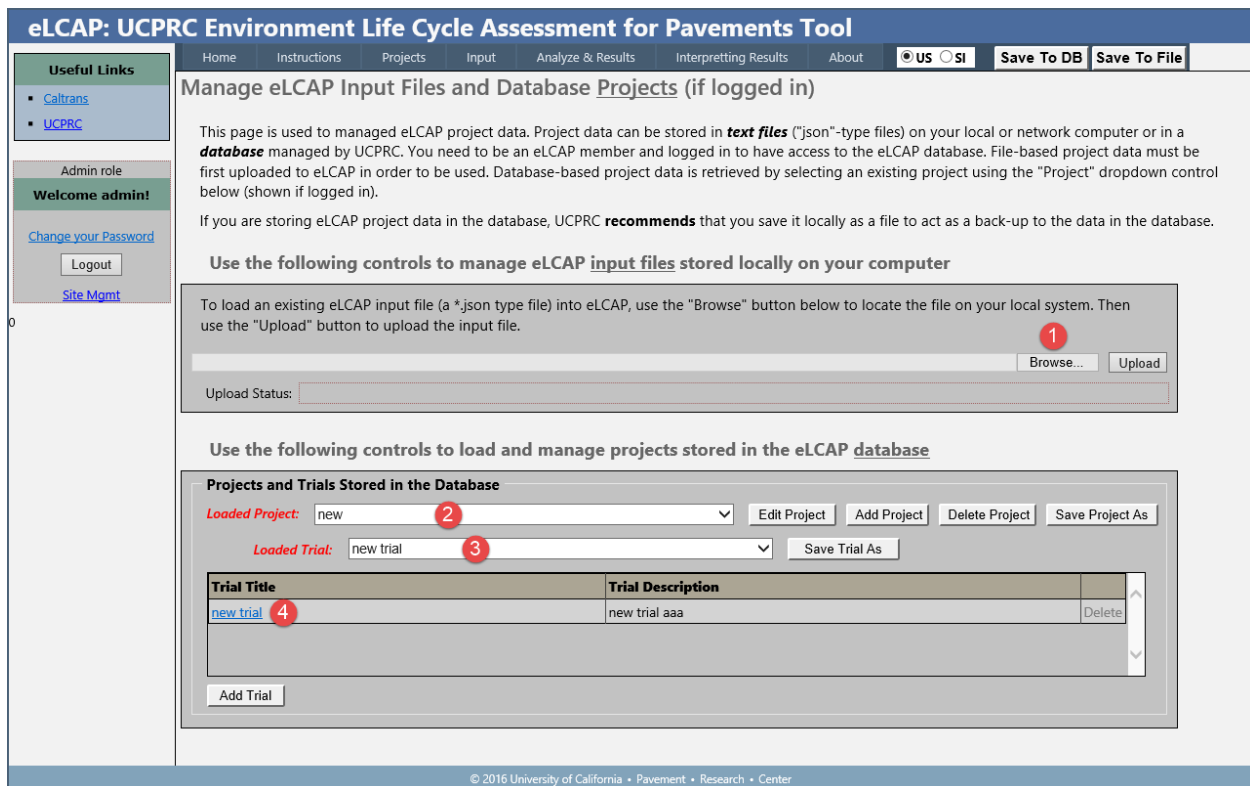 eLCAP: UCPRC Environment Life Cycle Assessment for Pavements Tool
Home Instructions Projects Input Analyze & Results Interpretting Results About US SI Save To DB Save To File
Useful Links
Caltrans
UCPRC
Admin role
Welcome admin!
Change your Password
Logout
Site Mgmt
0
Manage eLCAP Input Files and Database Projects (if logged in)
This page is used to managed eLCAP project data. Project data can be stored in text files ("json"-type files) on your local or network computer or in a
database managed by UCPRC. You need to be an eLCAP member and logged in to have access to the eLCAP database. File-based project data must be
first uploaded to eLCAP in order to be used. Database-based project data is retrieved by selecting an existing project using the "Project" dropdown control
below (shown if logged in).
If you are storing eLCAP project data in the database, UCPRC recommends that you save it locally as a file to act as a back-up to the data in the database.
Use the following controls to manage eLCAP input files stored locally on your computer
To load an existing eLCAP input file (a *.json type file) into eLCAP, use the "Browse" button below to locate the file on your local system. Then
use the "Upload" button to upload the input file.
1
Browse... Upload
Upload Status:
Use the following controls to load and manage projects stored in the eLCAP database
Projects and Trials Stored in the Database
Loaded Project: new 2 Edit Project Add Project Delete Project Save Project As
Loaded Trial: new trial 3 Save Trial As
Trial Title Trial Description
new trial 4 new trial aaa Delete
Add Trial
© 2016 University of California • Pavement • Research • Center